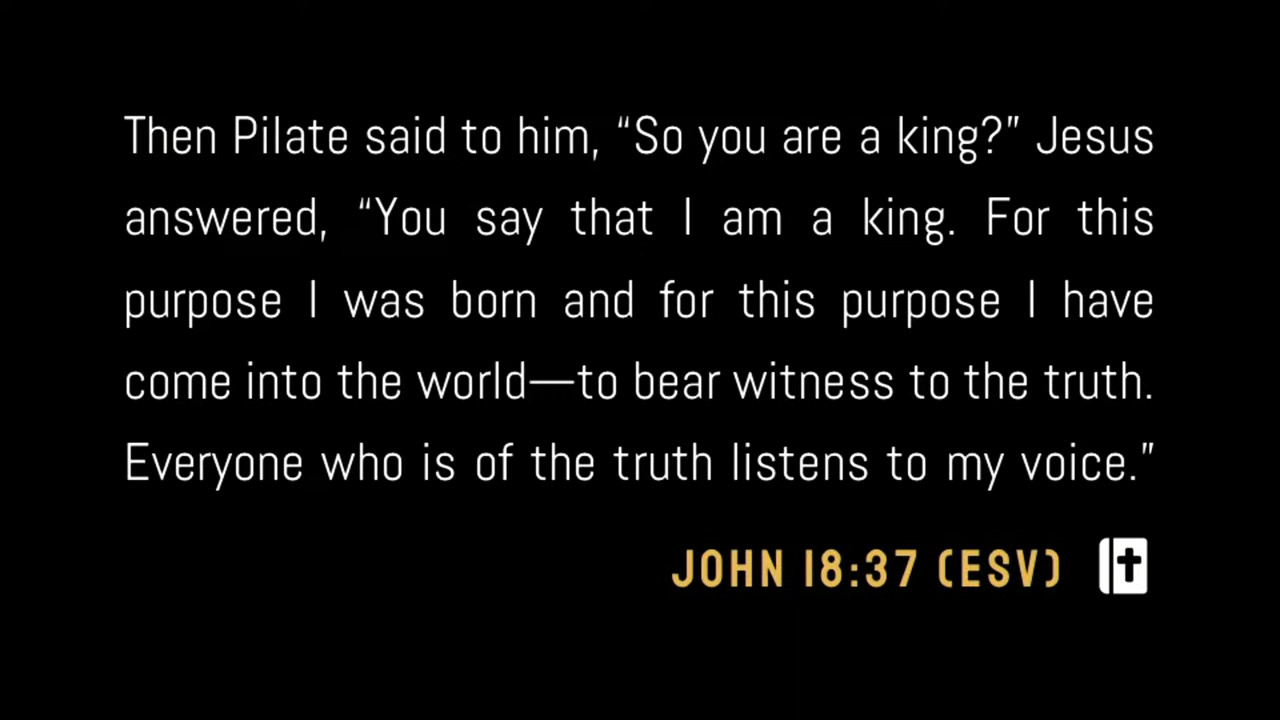 Then Pilate said to him, “So you are a king?” Jesus
answered, “You say that I am a king. For this
purpose I was born and for this purpose I have
come into the world—to bear witness to the truth.
Everyone who is of the truth listens to my voice.”
JOHN 18:37 (ESV)